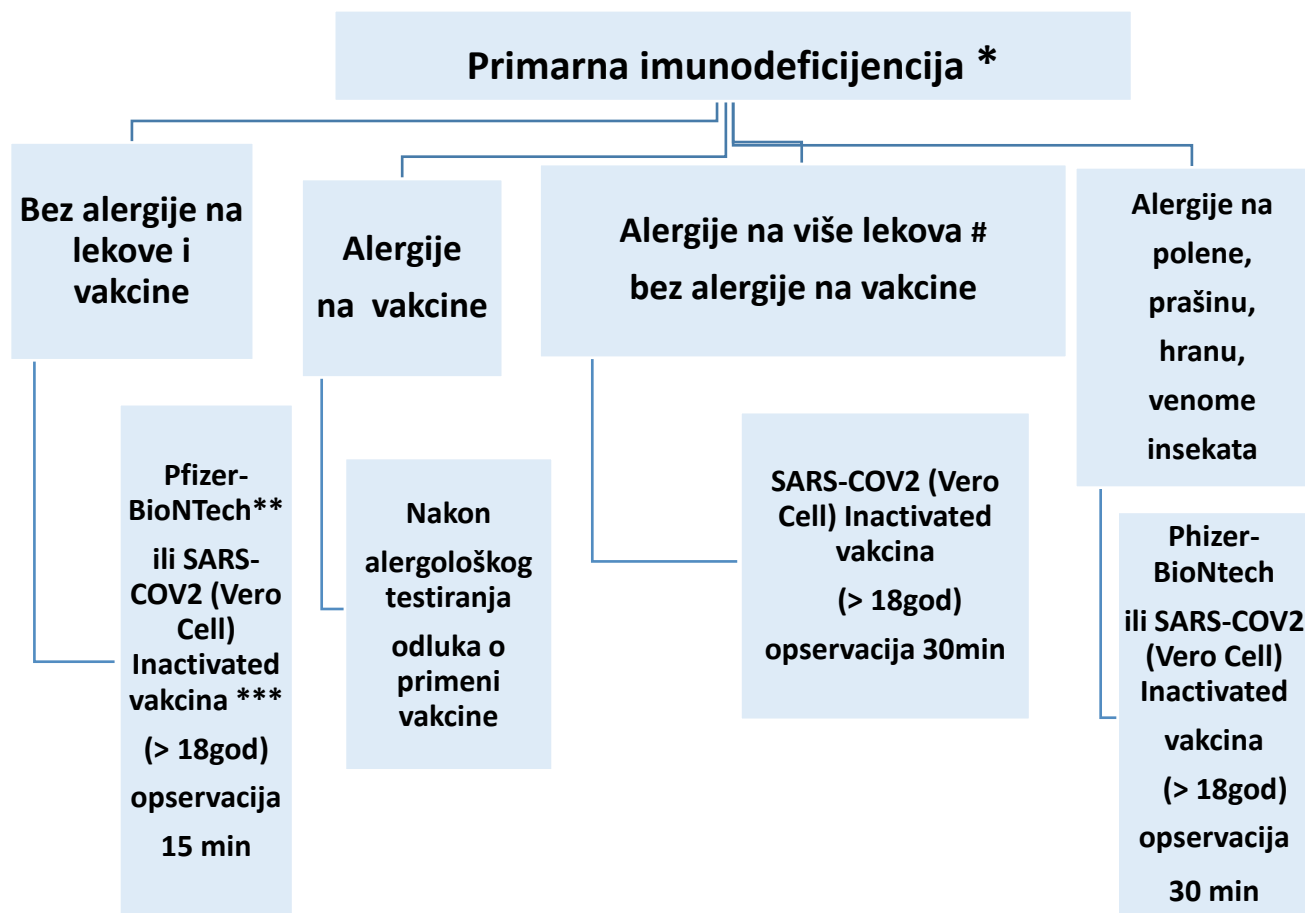 Primarna imunodeficijencija *
Bez alergije na
lekove i
vakcine
Pfizer-
BioNTech**
ili SARS-
COV2 (Vero
Cell)
Inactivated
vakcina ***
(> 18god)
opservacija
15 min
Alergije
na vakcine
Nakon
alergološkog
testiranja
odluka o
primeni
vakcine
Alergije na više lekova #
bez alergije na vakcine
SARS-COV2 (Vero
Cell) Inactivated
vakcina
(> 18god)
opservacija 30min
Alergije na
polene,
prašinu,
hranu,
venome
insekata
Phizer-
BioNtech
ili SARS-COV2
(Vero Cell)
Inactivated
vakcina
(> 18god)
opservacija
30 min